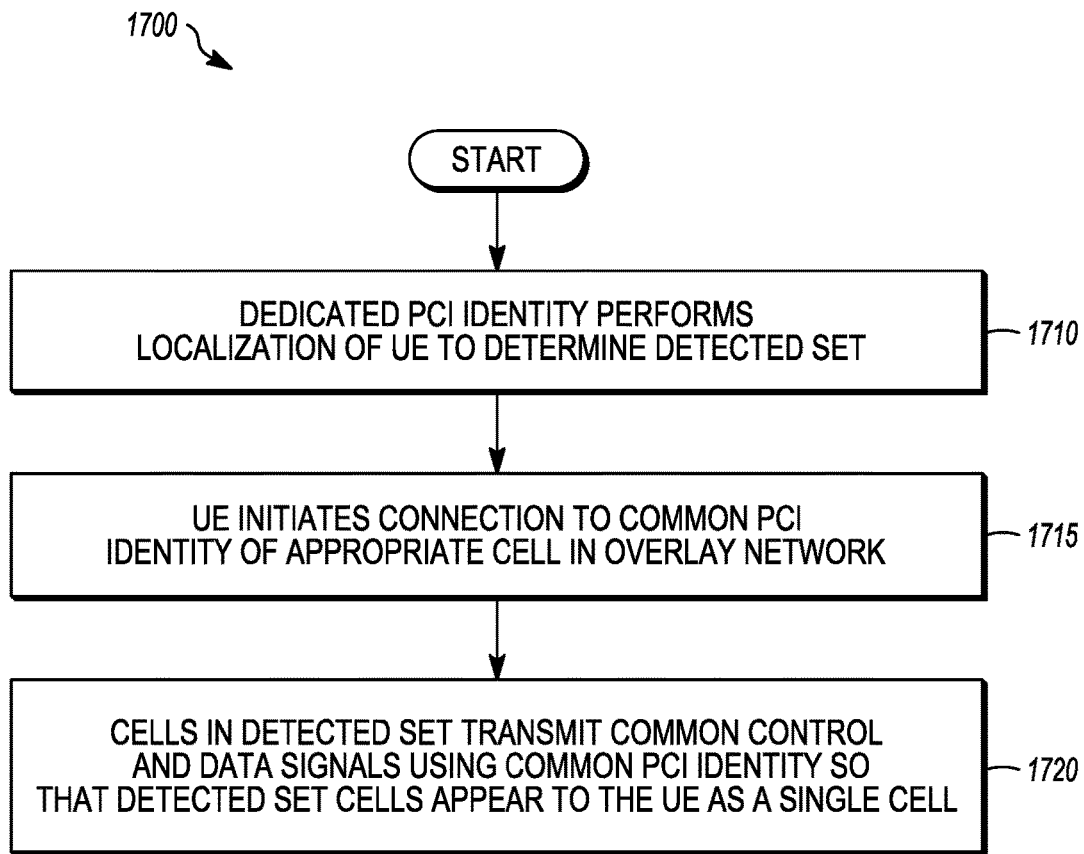 1700
START
DEDICATED PCI IDENTITY PERFORMS
LOCALIZATION OF UE TO DETERMINE DETECTED SET
1710
UE INITIATES CONNECTION TO COMMON PCI
IDENTITY OF APPROPRIATE CELL IN OVERLAY NETWORK
1715
CELLS IN DETECTED SET TRANSMIT COMMON CONTROL
AND DATA SIGNALS USING COMMON PCI IDENTITY SO
THAT DETECTED SET CELLS APPEAR TO THE UE AS A SINGLE CELL
1720